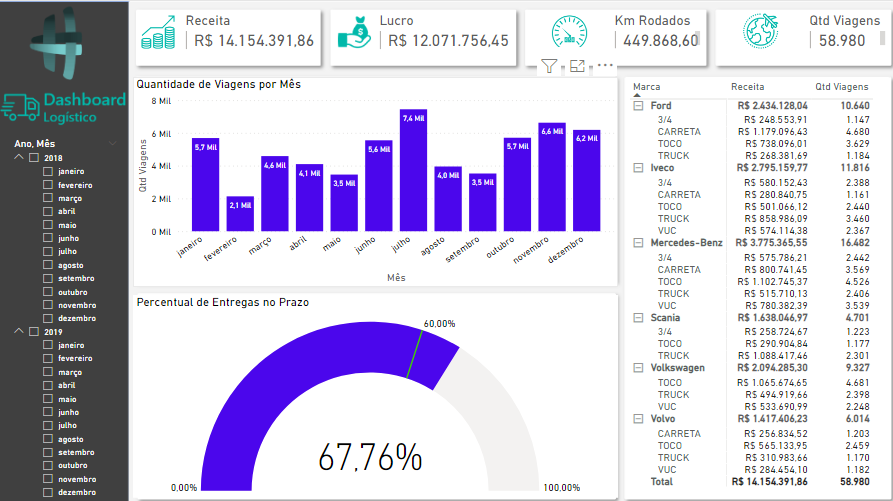 Dashboard
Logístico
Ano, Mês
2018
janeiro
fevereiro
março
abril
maio
junho
julho
agosto
setembro
outubro
novembro
dezembro
2019
janeiro
fevereiro
março
abril
maio
junho
julho
agosto
setembro
outubro
novembro
dezembro
Receita
R$ 14.154.391,86
Lucro
R$ 12.071.756,45
Km Rodados
449.868,60
Qtd Viagens
58.980
Quantidade de Viagens por Mês
Qtd Viagens
8 Mil
6 Mil
4 Mil
2 Mil
0 Mil
5,7 Mil
2,1 Mil
4,6 Mil
4,1 Mil
3,5 Mil
5,6 Mil
7,4 Mil
4,0 Mil
3,5 Mil
5,7 Mil
6,6 Mil
6,2 Mil
janeiro
fevereiro
março
abril
maio
junho
julho
agosto
setembro
outubro
novembro
dezembro
Mês
Percentual de Entregas no Prazo
60,00%
67,76%
0,00%
100,00%
Marca Receita Qtd Viagens
Ford R$ 2.434.128,04 10.640
3/4 R$ 248.553,91 1.147
CARRETA R$ 1.179.096,43 4.680
TOCO R$ 738.096,01 3.629
TRUCK R$ 268.381,69 1.184
Iveco R$ 2.795.159,77 11.816
3/4 R$ 580.152,43 2.388
CARRETA R$ 280.840,75 1.161
TOCO R$ 501.066,12 2.440
TRUCK R$ 858.986,09 3.460
VUC R$ 574.114,38 2.367
Mercedes-Benz R$ 3.775.365,55 16.482
3/4 R$ 575.786,21 2.442
CARRETA R$ 800.741,45 3.569
TOCO R$ 1.102.745,37 4.526
TRUCK R$ 515.710,13 2.406
VUC R$ 780.382,39 3.539
Scania R$ 1.638.046,97 4.701
3/4 R$ 258.724,67 1.223
CARRETA R$ 290.904,84 1.177
TRUCK R$ 1.088.417,46 2.301
Volkswagen R$ 2.094.285,30 9.327
TOCO R$ 1.065.674,65 4.681
TRUCK R$ 494.919,66 2.398
VUC R$ 533.690,99 2.248
Volvo R$ 1.417.406,23 6.014
CARRETA R$ 256.834,52 1.203
TOCO R$ 565.133,95 2.459
TRUCK R$ 310.983,66 1.170
VUC R$ 284.454,10 1.182
Total R$ 14.154.391,86 58.980